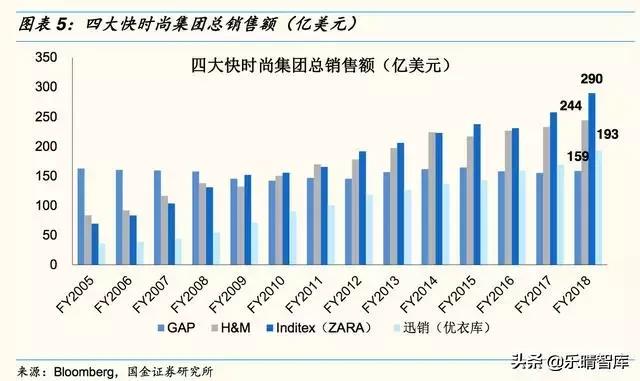 图表 5：四大快时尚集团总销售额（亿美元）
四大快时尚集团总销售额（亿美元）
350
300
250
200
150
100
50
0
290
244
193
159
FY2005
FY2006
FY2007
FY2008
FY2009
FY2010
FY2011
FY2012
FY2013
FY2014
FY2015
FY2016
FY2017
FY2018
GAP H&M Inditex（ZARA） 迅销（优衣库）
来源：Bloomberg，国金证券研究所
头条@乐晴智库